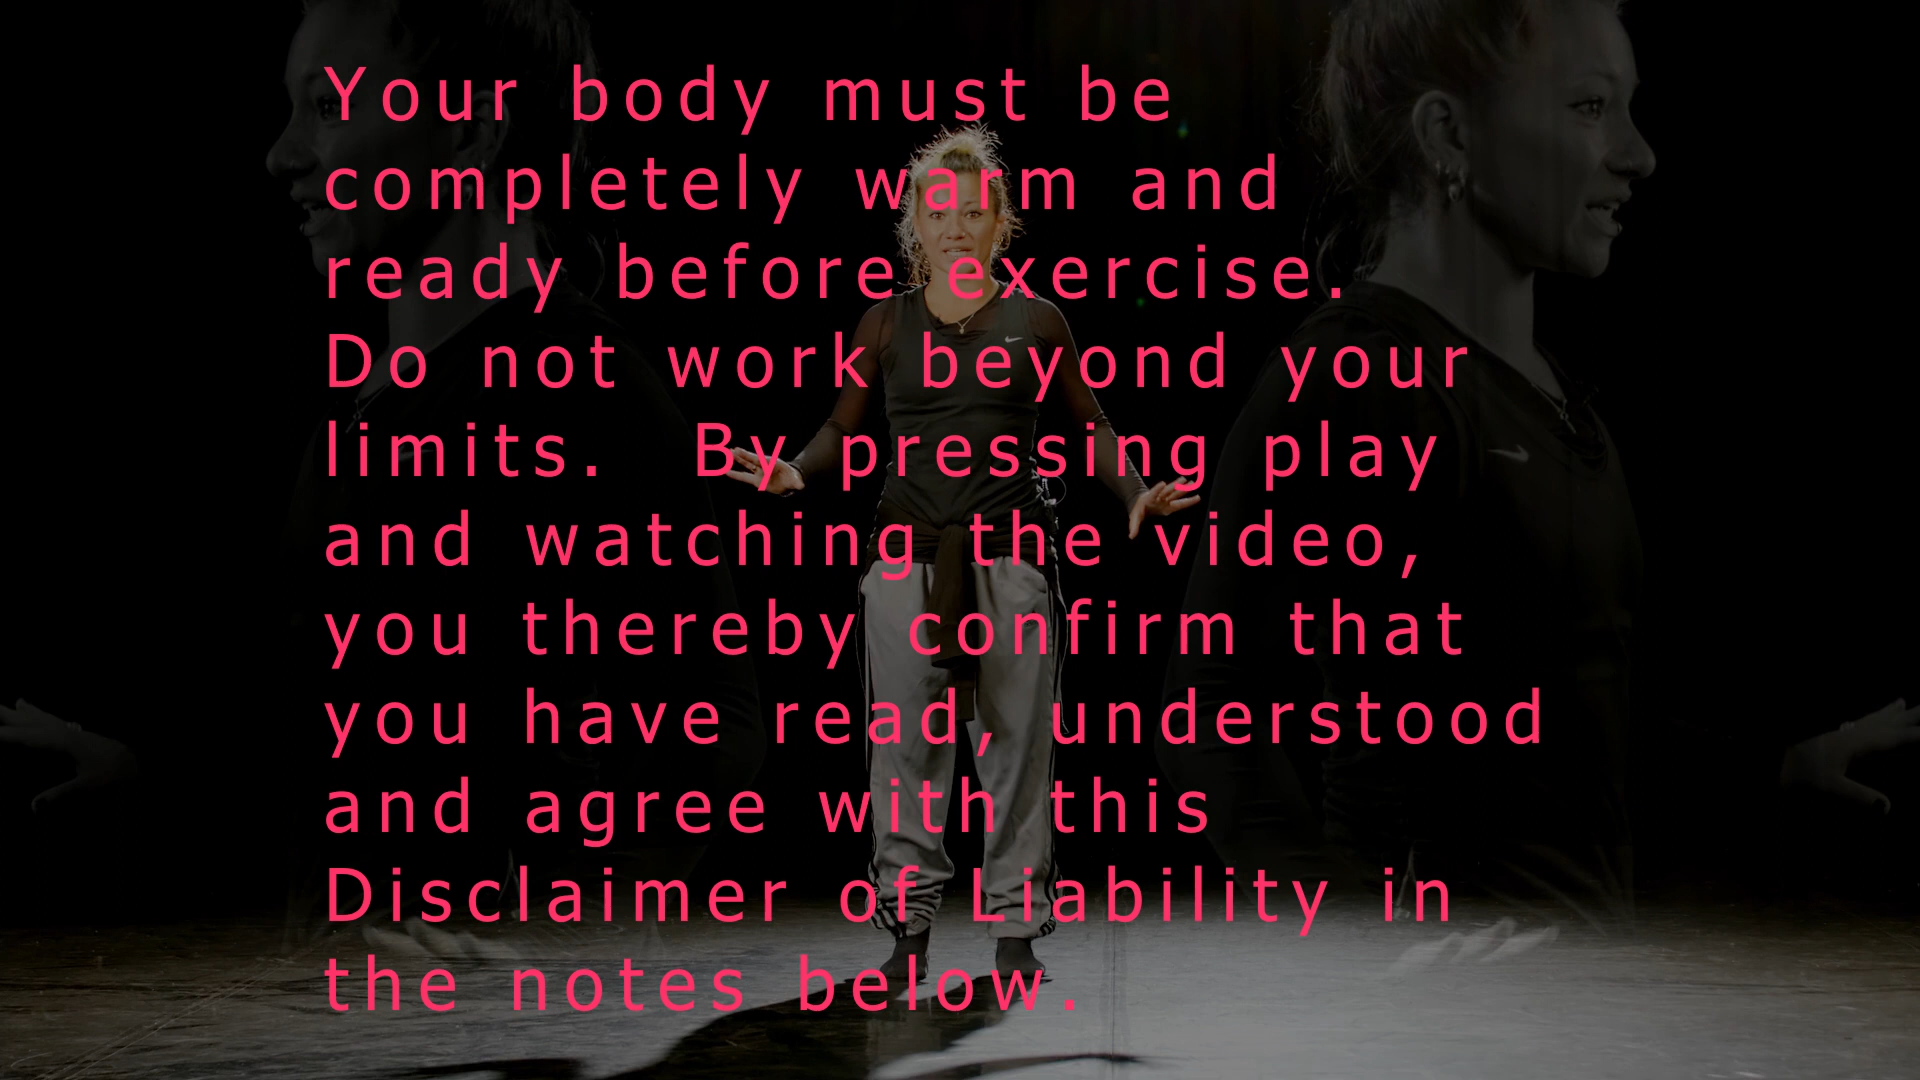 Your body must be
completely warm and
ready before exercise.
Do not work beyond your
limits.  By pressing play
and watching the video,
you thereby confirm that
you have read, understood
and agree with this
Disclaimer of Liability in
the notes below.